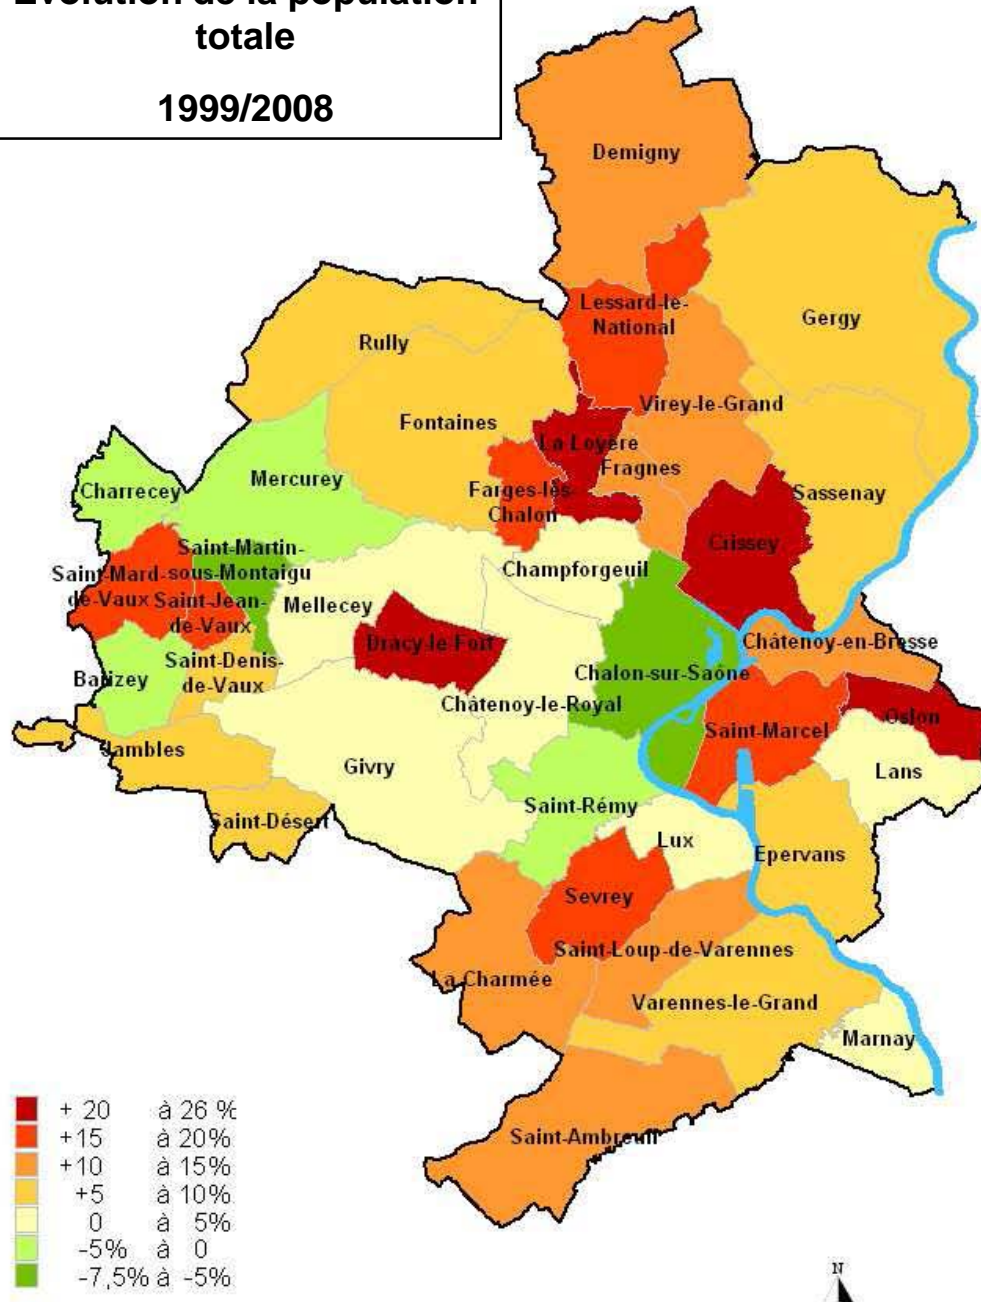 Evolution de la population
totale
1999/2008
Demigny
Gergy
Lessard-le-
National
Rully
Virey-le-Grand
Fontaines
La Loyère
Fragnes
Mercurey
Charrecey
Farges-lès-
Chalon
Sassenay
Crissey
Saint-Martin-
sous-Montaigu
Champforgeuil
Saint-Mard-
de-Vaux
Saint-Jean-
de-Vaux
Mellecey
Dracy-le-Fort
Châtenoy-en-Bresse
Saint-Denis-
de-Vaux
Barizey
Chalon-sur-Saône
Châtenoy-le-Royal
Oslon
Saint-Marcel
Jambles
Givry
Lans
Saint-Rémy
Saint-Désert
Lux
Epervans
Sevrey
Saint-Loup-de-Varennes
La Charmée
Varennes-le-Grand
Marnay
Saint-Ambreuil
+ 20 à 26 %
+15 à 20%
+10 à 15%
+5 à 10%
0 à 5%
-5% à 0
-7,5% à -5%
N